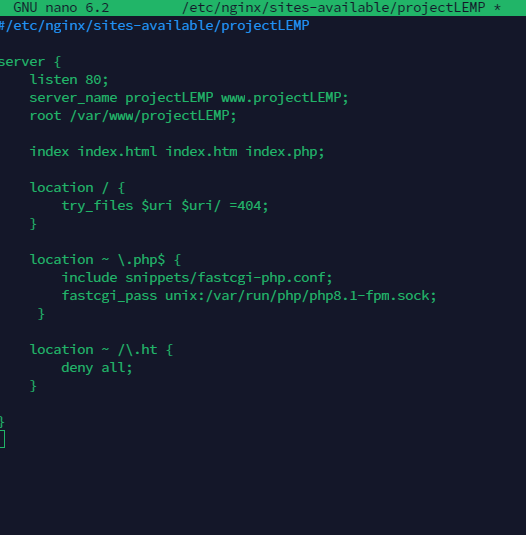 GNU nano 6.2 /etc/nginx/sites-available/projectLEMP *
#/etc/nginx/sites-available/projectLEMP
server {
listen 80;
server_name projectLEMP www.projectLEMP;
root /var/www/projectLEMP;
index index.html index.htm index.php;
location / {
try_files $uri $uri/ =404;
}
location ~ \.php$ {
include snippets/fastcgi-php.conf;
fastcgi_pass unix:/var/run/php/php8.1-fpm.sock;
}
location ~ /\.ht {
deny all;
}
}